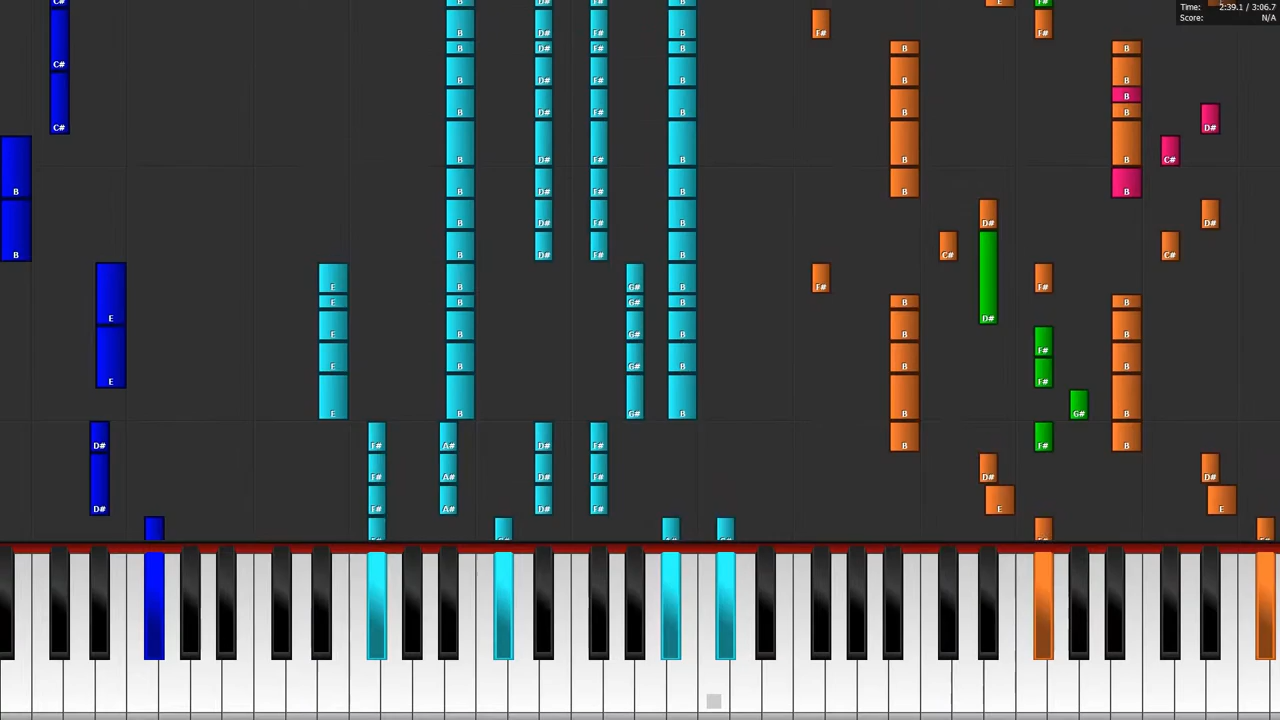 C# B D# F# B E F# Time: 2:39.1 / 3:06.7
Score: N/A
B D# F# B F# F#
B D# F# B B B
C#
B D# F# B B B
B
B D# F# B B B
C# D#
B D# F# B B C# B
B D# F# B B B
B
B D# F# B D# D#
B B D# F# B C# C#
E B G# B F# F# F#
E B G# B B B
E E B G# B D# B B
F#
E B G# B B B
E F#
E B G# B G# B B
D# F# A# D# F# B F# B
F# A# D# F# D# D#
D# F# A# D# F# E E